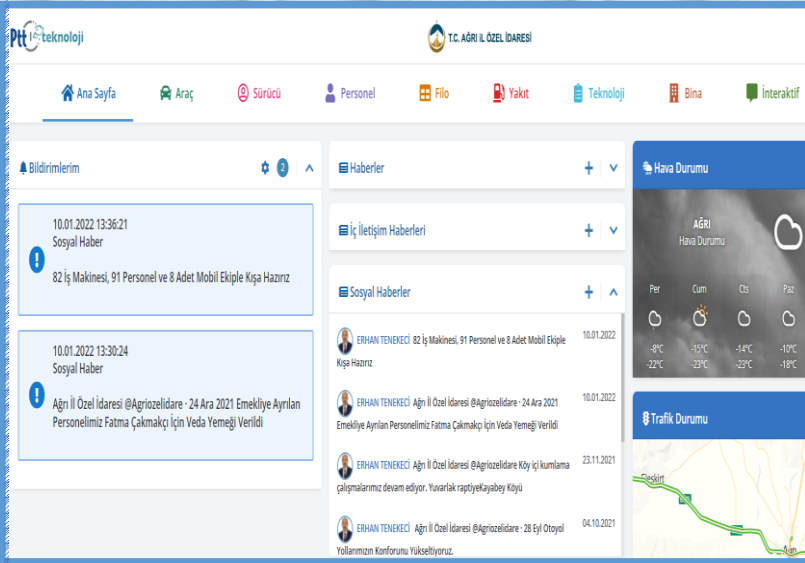 Ptt teknoloji
T.C. AĞRI İL ÖZEL İDARESİ
Ana Sayfa
Araç
Sürücü
Personel
Filo
Yakıt
Teknoloji
Bina
İnteraktif
Bildirimlerim
2
10.01.2022 13:36:21
Sosyal Haber
82 İş Makinesi, 91 Personel ve 8 Adet Mobil Ekiple Kışa Hazırız
10.01.2022 13:30:24
Sosyal Haber
Ağrı İl Özel İdaresi @Agriozelidare · 24 Ara 2021 Emekliye Ayrılan
Personelimiz Fatma Çakmakçı İçin Veda Yemeği Verildi
Haberler
İç İletişim Haberleri
Sosyal Haberler
ERHAN TENEKECİ 82 İş Makinesi, 91 Personel ve 8 Adet Mobil Ekiple
10.01.2022
Kışa Hazırız
ERHAN TENEKECİ Ağrı İl Özel İdaresi @Agriozelidare · 24 Ara 2021
10.01.2022
Emekliye Ayrılan Personelimiz Fatma Çakmakçı İçin Veda Yemeği Verildi
ERHAN TENEKECİ Ağrı İl Özel İdaresi @Agriozelidare Köy içi kumlama
23.11.2021
çalışmalarımız devam ediyor. Yuvarlak raptiyeKayabey Köyü
ERHAN TENEKECİ Ağrı İl Özel İdaresi @Agriozelidare · 28 Eyl Otoyol
04.10.2021
Yollarımızın Konforunu Yükseltiyoruz.
Hava Durumu
AĞRI
Hava Durumu
Per Cum Cts Paz
-8°C -15°C -14°C -10°C
-22°C -23°C -23°C -18°C
Trafik Durumu
Eleşkirt
Ağrı